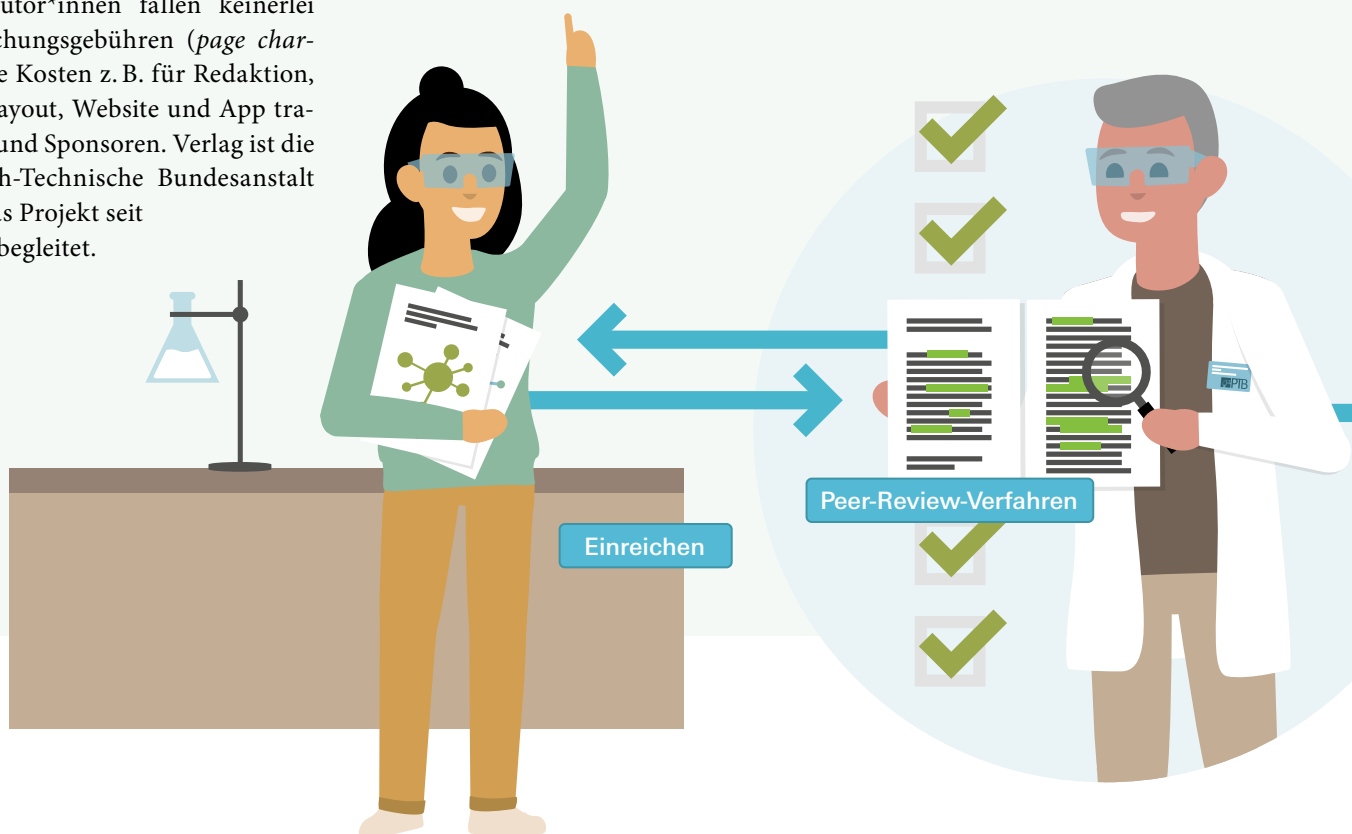 utor*innen fallen keinerlei
chungsgebühren (page char-
e Kosten z. B. für Redaktion,
ayout, Website und App tra-
und Sponsoren. Verlag ist die
h-Technische Bundesanstalt
as Projekt seit
begleitet.
PTB
Peer-Review-Verfahren
Einreichen